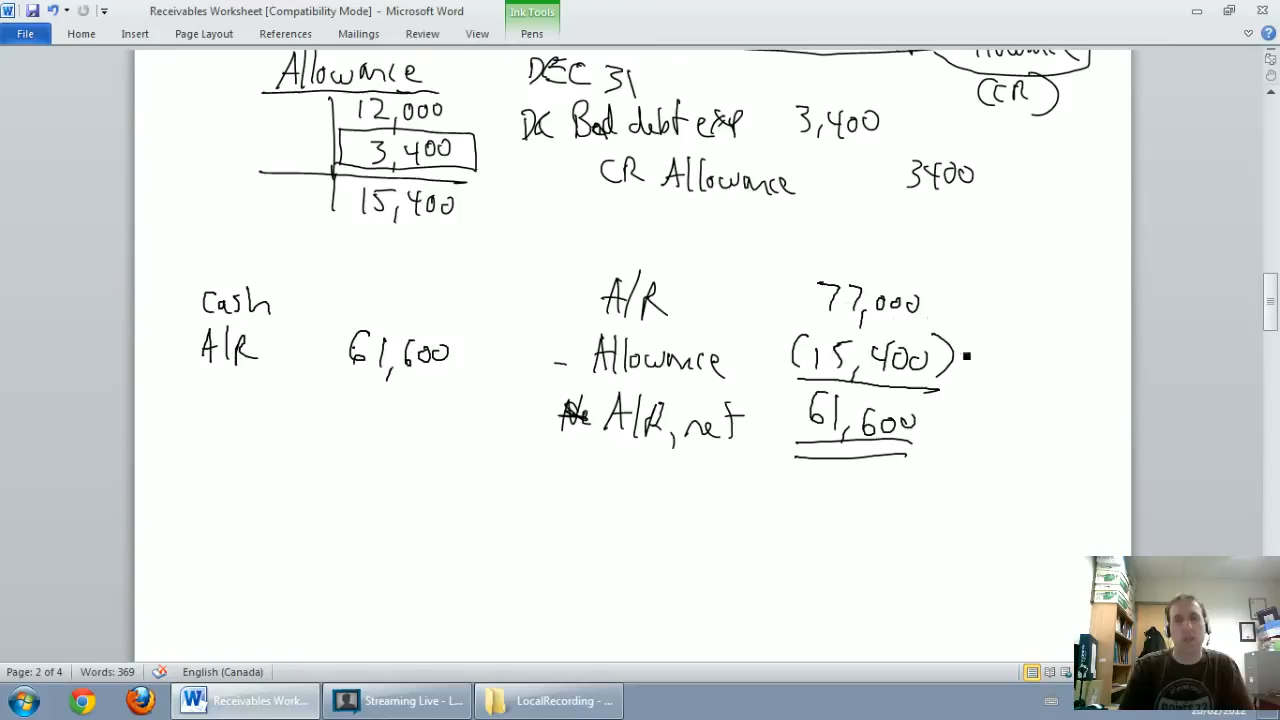 Receivables Worksheet [Compatibility Mode] - Microsoft Word
Ink Tools
File Home Insert Page Layout References Mailings Review View Pens
Allowance
12,000
3,400
15,400
DEC 31
Bad debt exp 3,400
CR Allowance 3400
(CR)
Cash
A/R 61,600
A/R 77,000
- Allowance (15,400)
A/R, net 61,600
Page: 2 of 4 Words: 369 English (Canada)
Receivables Work... Streaming Live - L... LocalRecording - ...